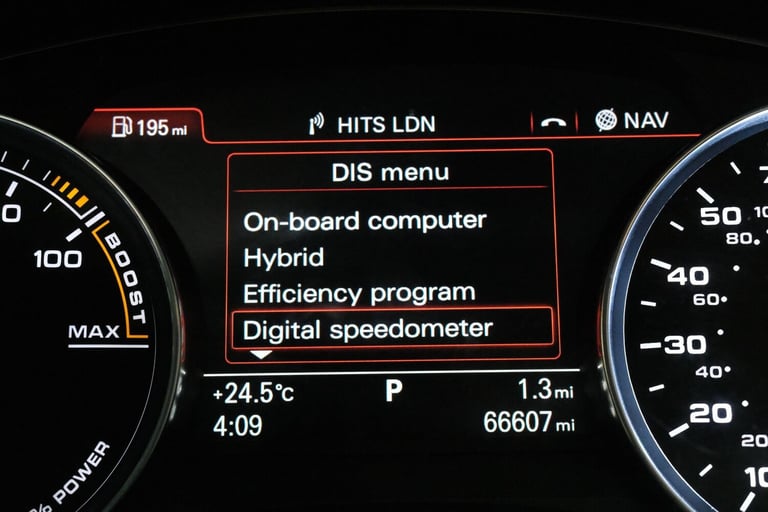 195 mi
HITS LDN
NAV
DIS menu
On-board computer
Hybrid
Efficiency program
Digital speedometer
+24.5°C P 1.3 mi
4:09 66607 mi
100
BOOST
MAX
% POWER
50
80
40
60
30
40
20
20